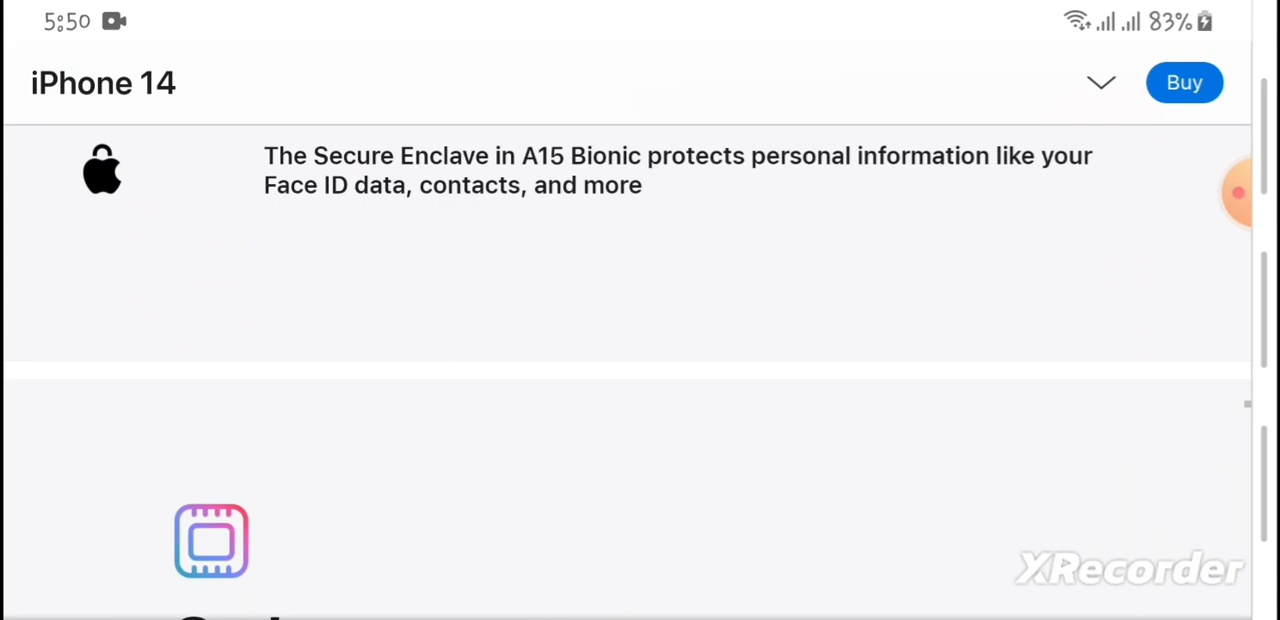 5:50
83%
iPhone 14
Buy
The Secure Enclave in A15 Bionic protects personal information like your
Face ID data, contacts, and more
XRecorder